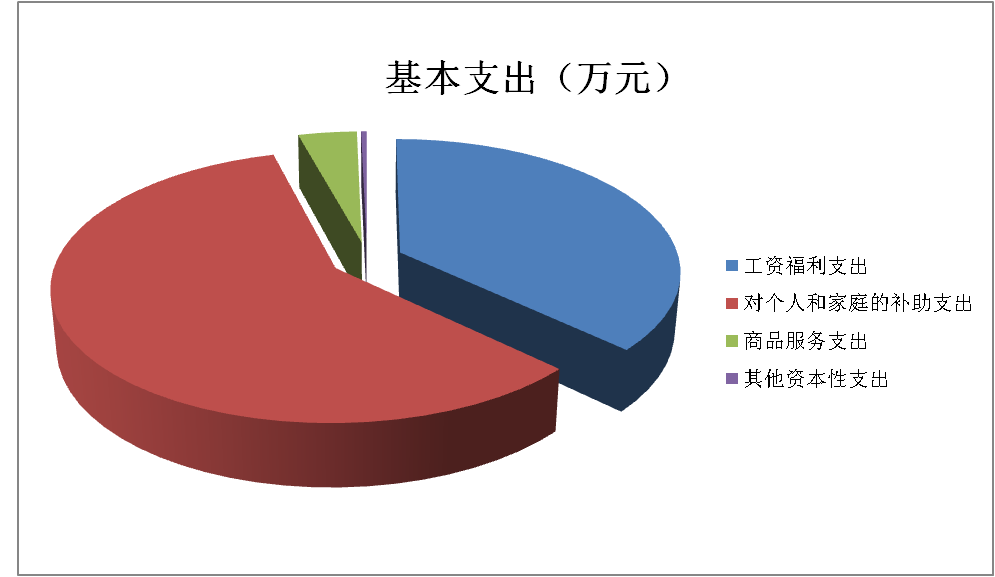 基本支出（万元）
工资福利支出
对个人和家庭的补助支出
商品服务支出
其他资本性支出